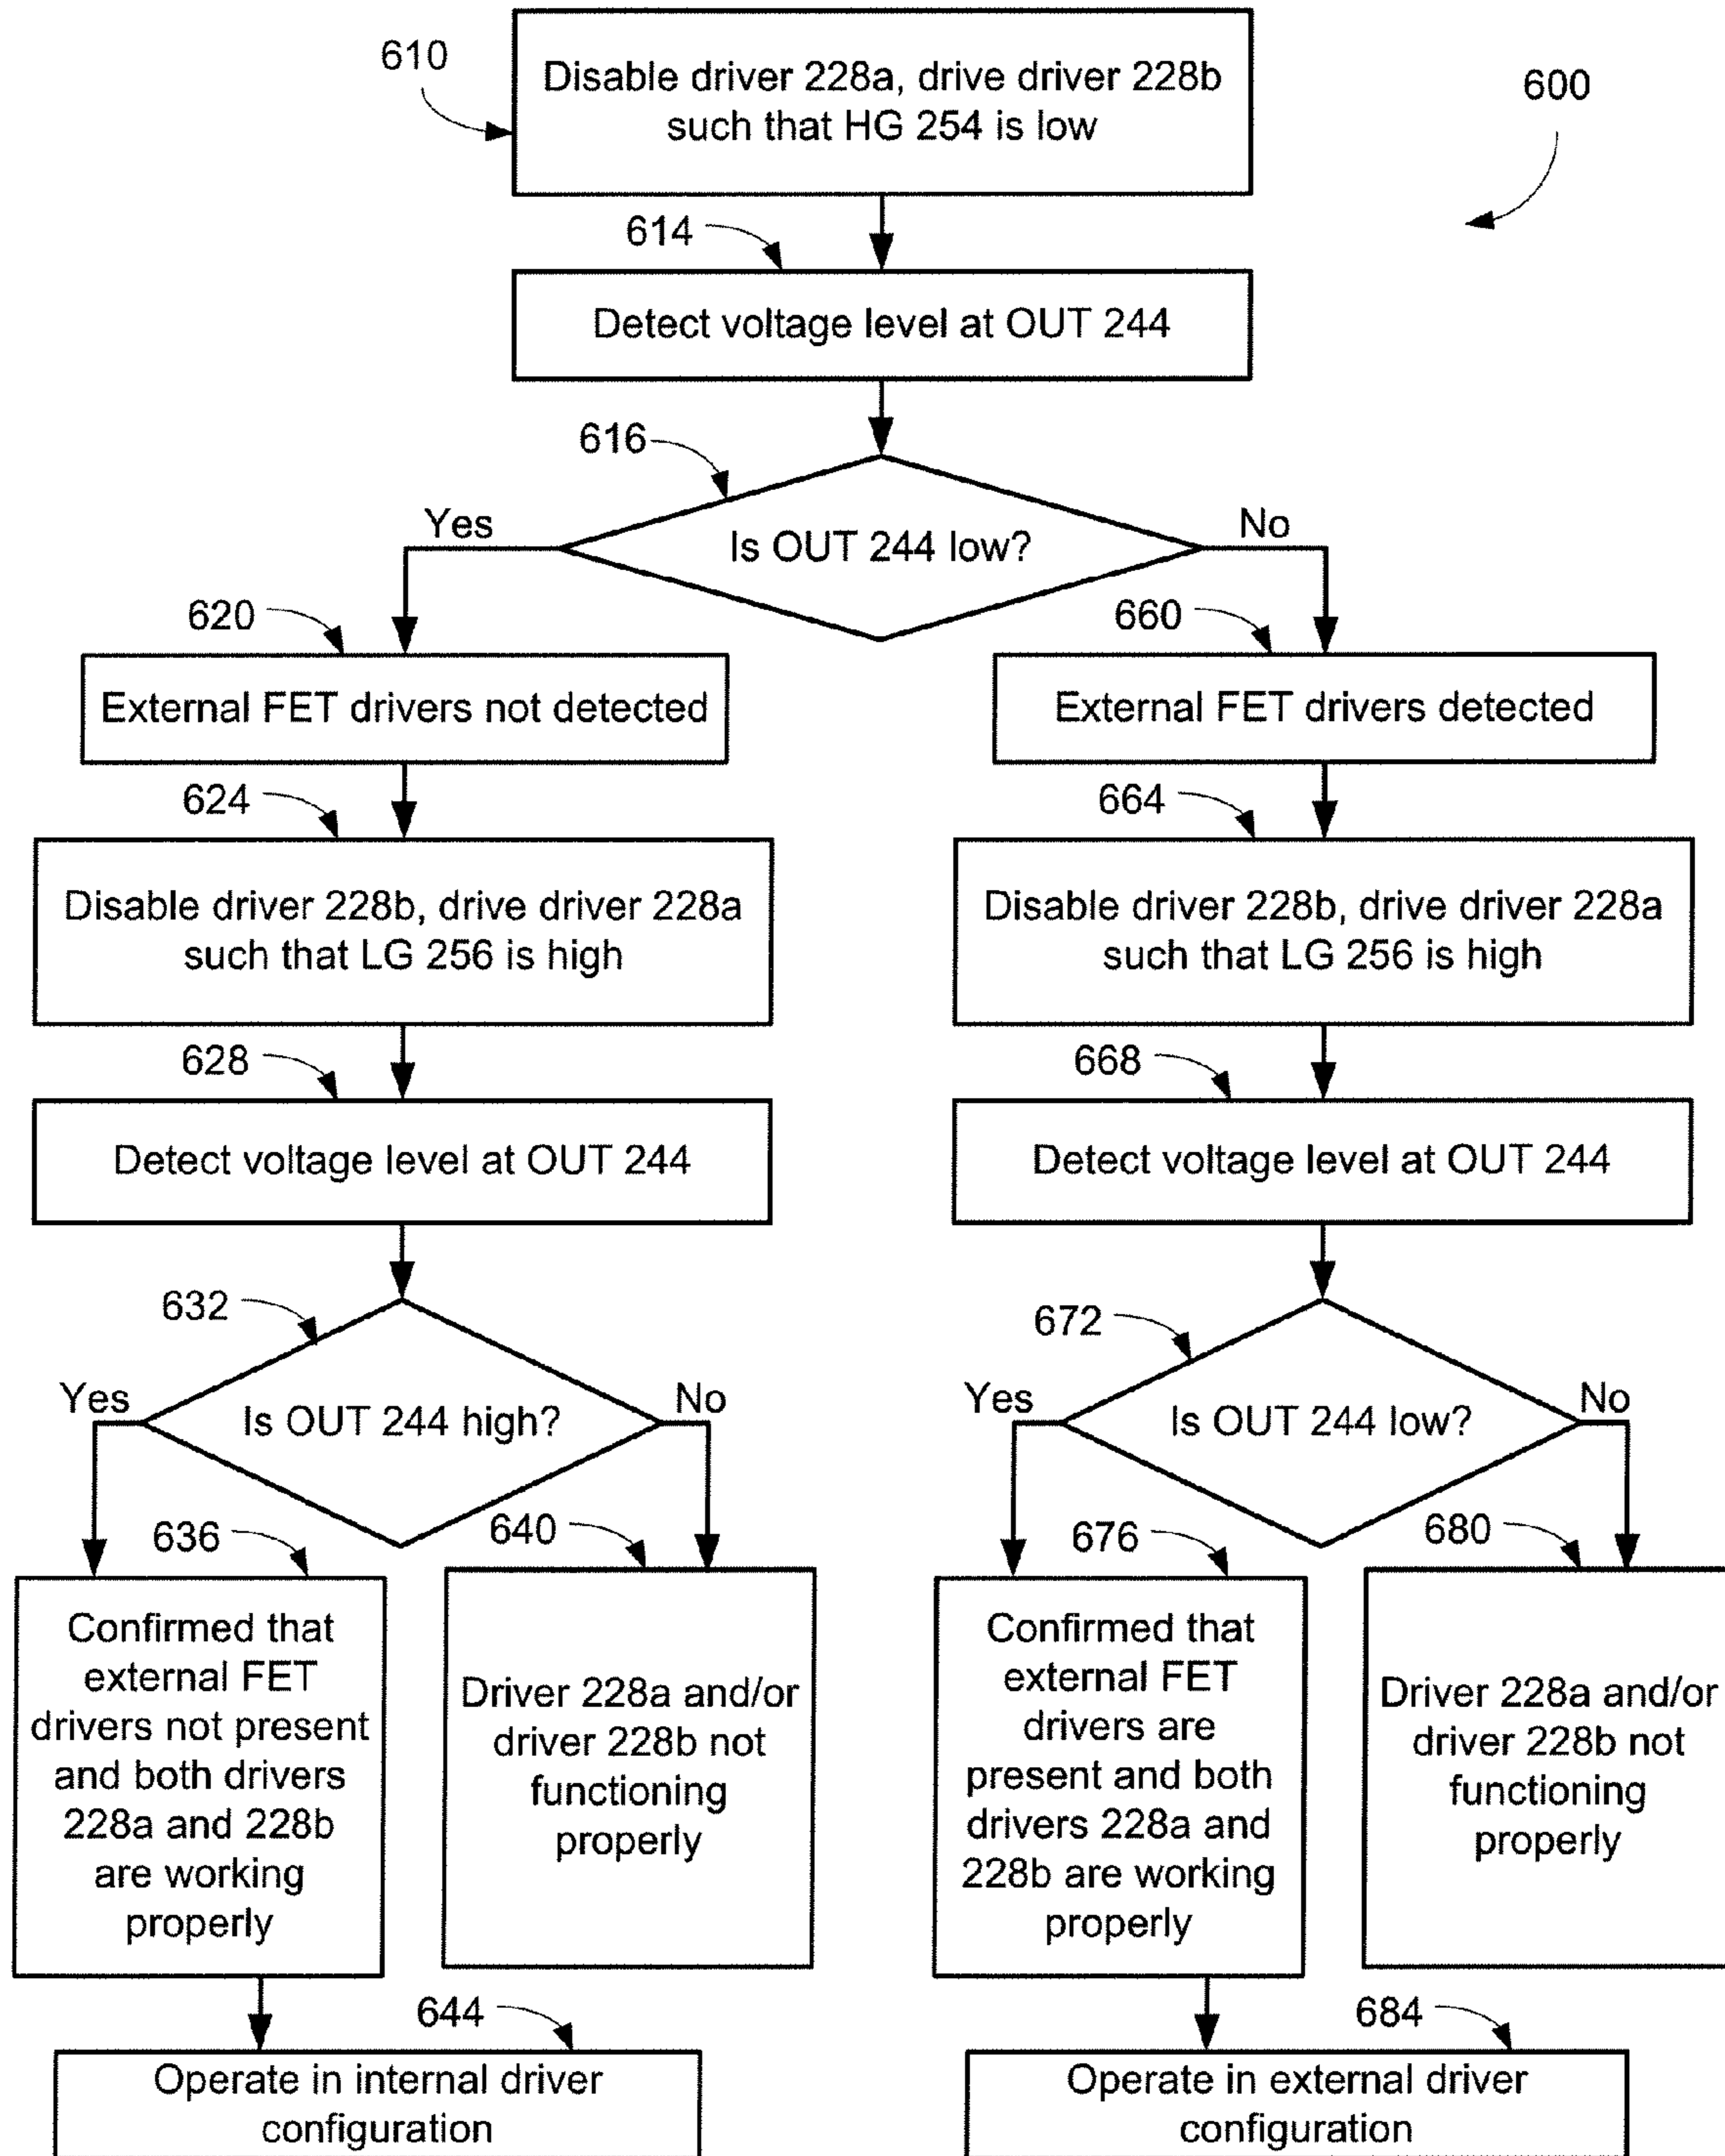 610
Disable driver 228a, drive driver 228b
such that HG 254 is low
600
614
Detect voltage level at OUT 244
616
Yes
Is OUT 244 low?
No
620
External FET drivers not detected
660
External FET drivers detected
624
Disable driver 228b, drive driver 228a
such that LG 256 is high
664
Disable driver 228b, drive driver 228a
such that LG 256 is high
628
Detect voltage level at OUT 244
668
Detect voltage level at OUT 244
632
Yes
Is OUT 244 high?
No
672
Yes
Is OUT 244 low?
No
636
Confirmed that
external FET
drivers not present
and both drivers
228a and 228b
are working
properly
640
Driver 228a and/or
driver 228b not
functioning
properly
676
Confirmed that
external FET
drivers are
present and both
drivers 228a and
228b are working
properly
680
Driver 228a and/or
driver 228b not
functioning
properly
644
Operate in internal driver
configuration
684
Operate in external driver
configuration